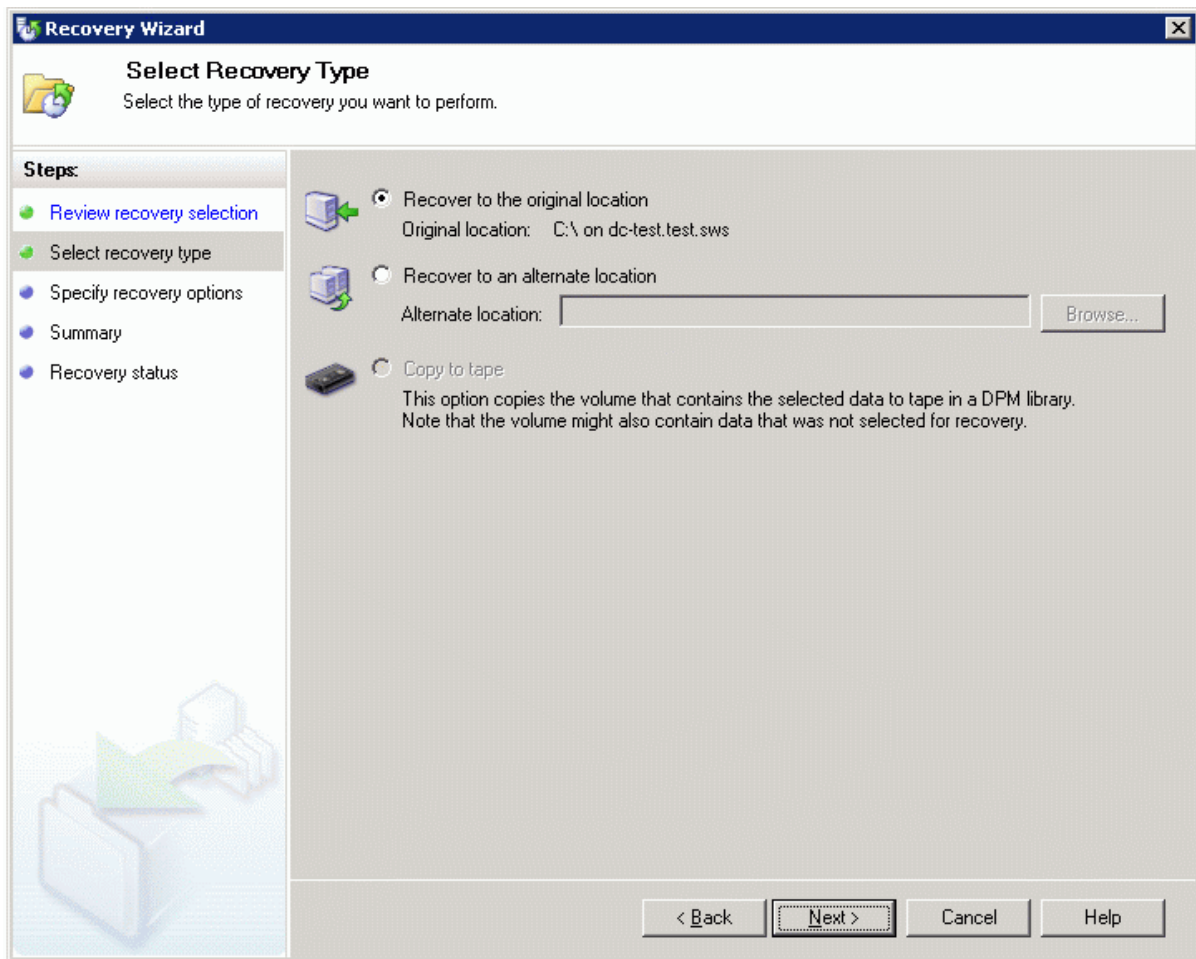 Recovery Wizard
Select Recovery Type
Select the type of recovery you want to perform.
Steps:
Review recovery selection
Select recovery type
Specify recovery options
Summary
Recovery status
Recover to the original location
Original location: C:\ on dc-test.test.sws
Recover to an alternate location
Alternate location:
Browse...
Copy to tape
This option copies the volume that contains the selected data to tape in a DPM library.
Note that the volume might also contain data that was not selected for recovery.
< Back Next > Cancel Help